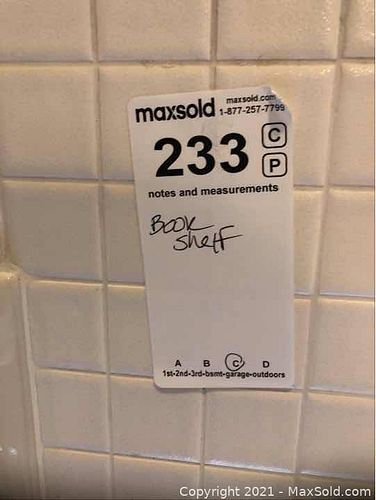 maxsold maxsold.com
1-877-257-7799
233 C
P
notes and measurements
Book
Shelf
A B C D
1st-2nd-3rd-bsmt-garage-outdoors
Copyright © 2021 - MaxSold.com